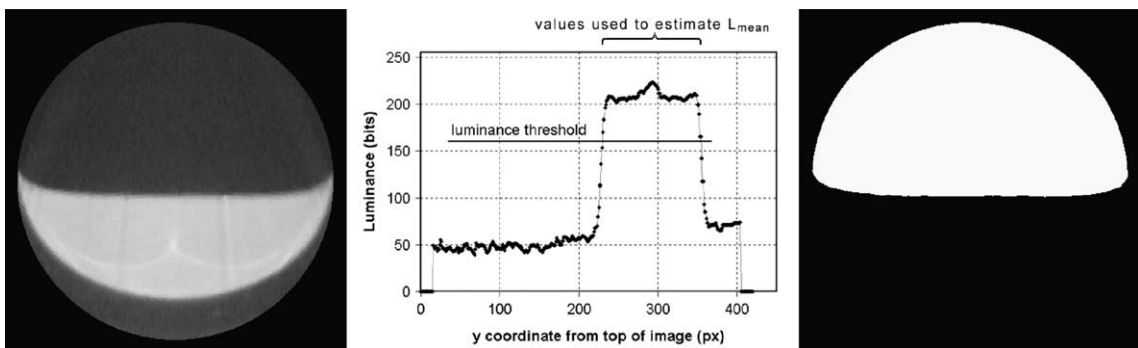 values used to estimate Lmean
250
200
luminance threshold
150
100
50
0
0 100 200 300 400
Luminance (bits)
y coordinate from top of image (px)